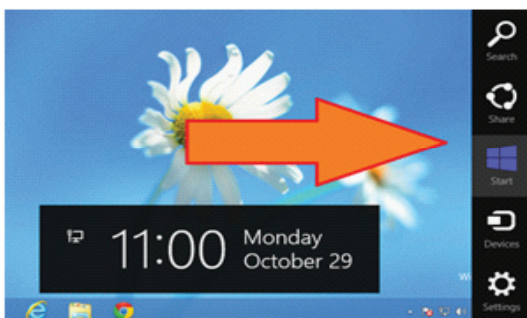 Search
Share
Start
Devices
Settings
11:00
Monday
October 29